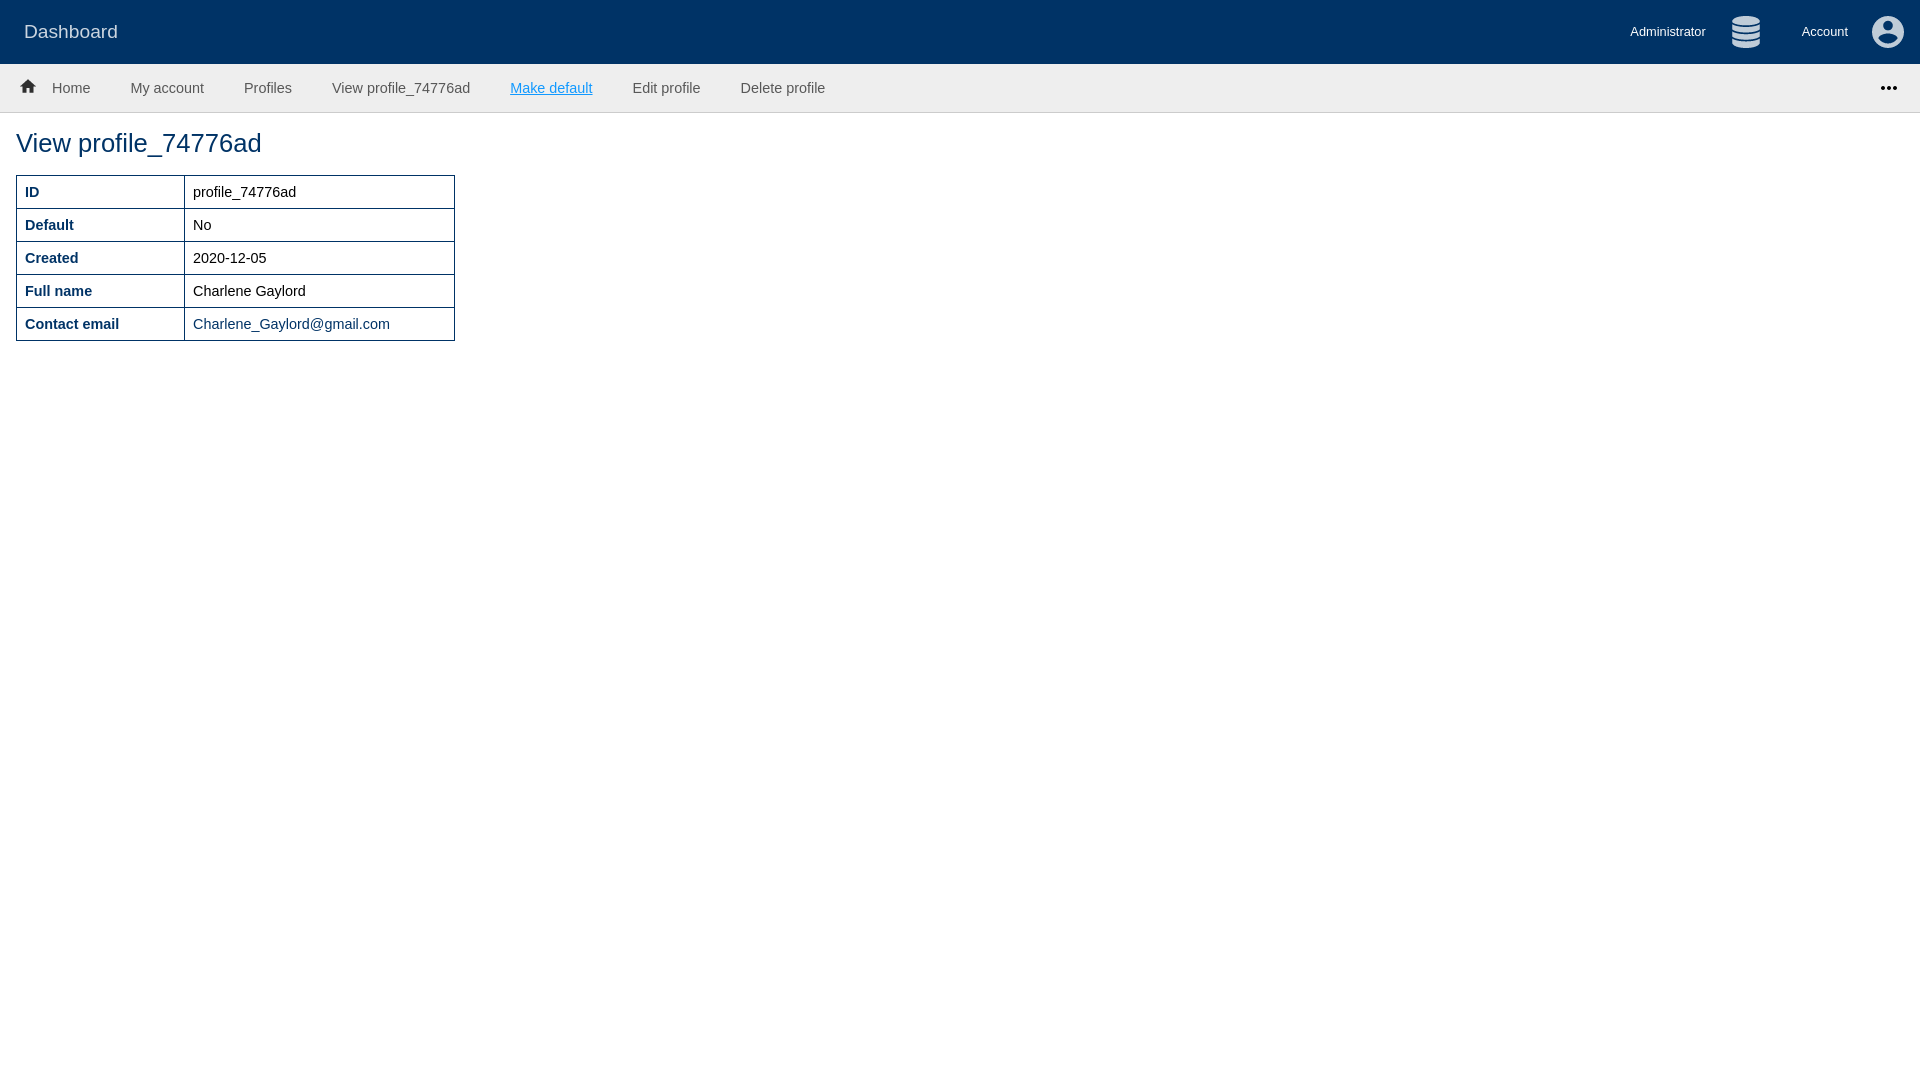 Dashboard Administrator Account
Home My account Profiles View profile_74776ad Make default Edit profile Delete profile
View profile_74776ad
ID profile_74776ad
Default No
Created 2020-12-05
Full name Charlene Gaylord
Contact email Charlene_Gaylord@gmail.com